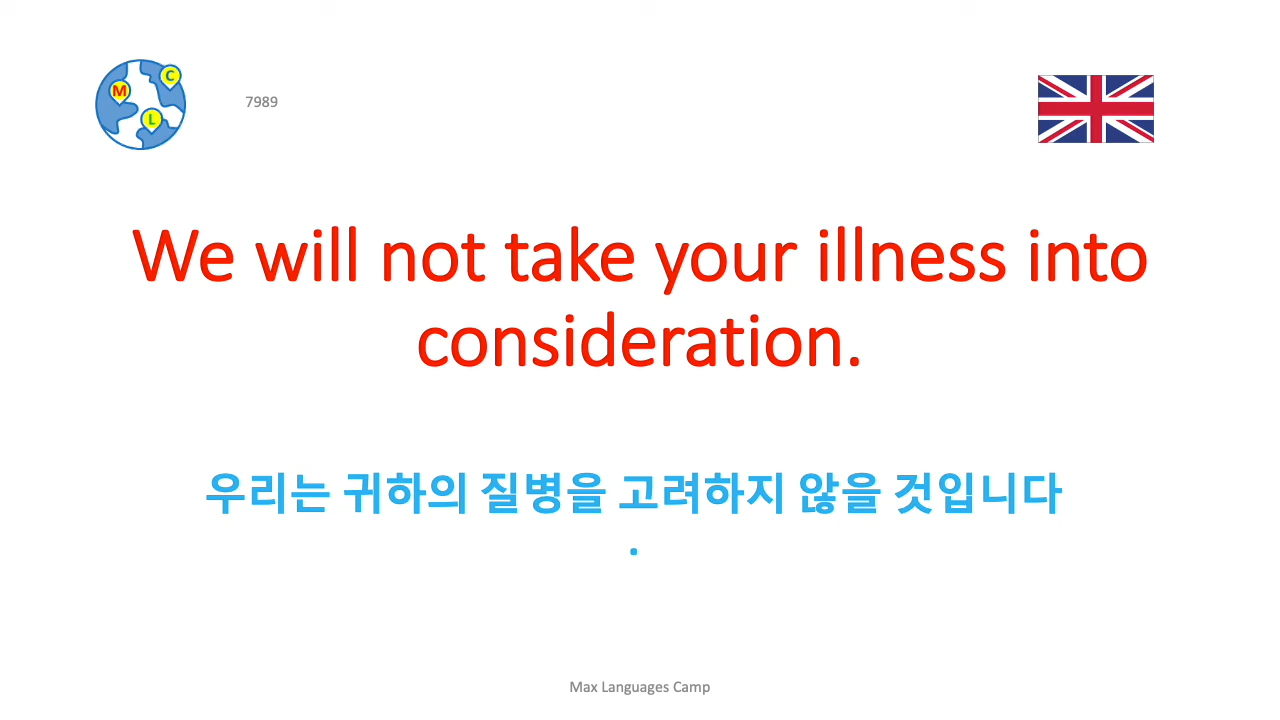 M
C
L
7989
We will not take your illness into
consideration.
우리는 귀하의 질병을 고려하지 않을 것입니다
.
Max Languages Camp